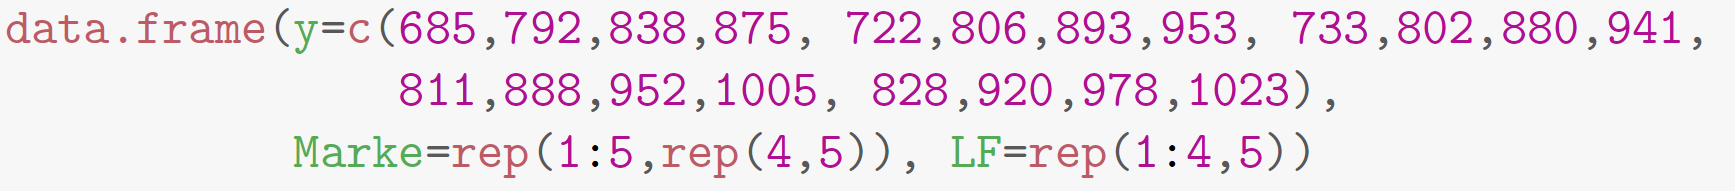 data.frame(y=c(685,792,838,875, 722,806,893,953, 733,802,880,941,
811,888,952,1005, 828,920,978,1023),
Marke=rep(1:5,rep(4,5)), LF=rep(1:4,5))